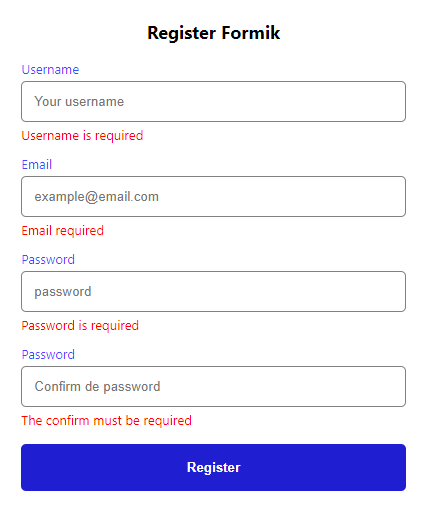 Register Formik
Username
Your username
Username is required
Email
example@email.com
Email required
Password
password
Password is required
Password
Confirm de password
The confirm must be required
Register